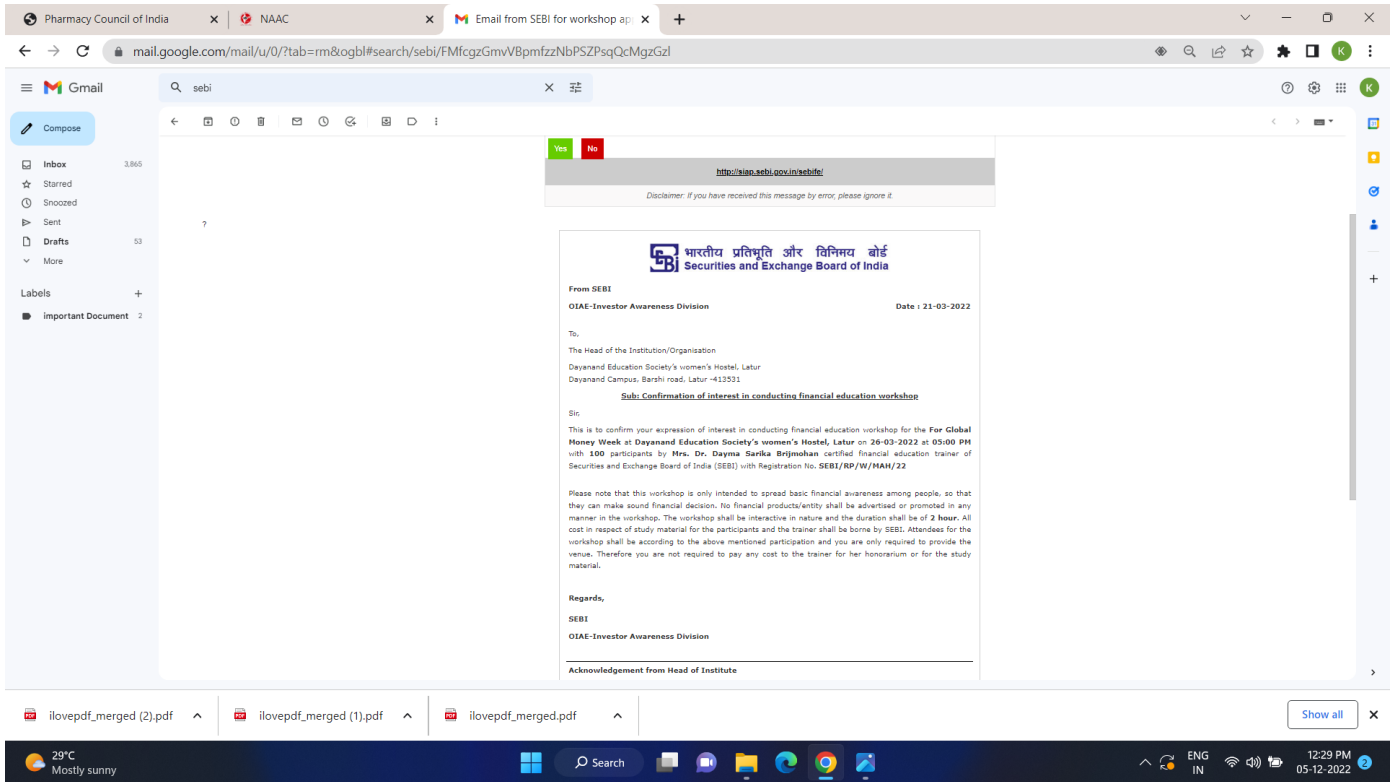 Pharmacy Council of India
NAAC
Email from SEBI for workshop ap
mail.google.com/mail/u/0/?tab=rm&ogbl#search/sebi/FMfcgzGmvVBpmfzzNbPSZPsqQcMgzGzl
K
Gmail
sebi
K
Compose
Inbox 3,865
Starred
Snoozed
Sent
Drafts 53
More
Labels
important Document 2
Yes No
http://siap.sebi.gov.in/sebife/
Disclaimer: If you have received this message by error, please ignore it.
?
भारतीय प्रतिभूति और विनिमय बोर्ड
Securities and Exchange Board of India
From SEBI
OIAE-Investor Awareness Division Date : 21-03-2022
To,
The Head of the Institution/Organisation
Dayanand Education Society's women's Hostel, Latur
Dayanand Campus, Barshi road, Latur -413531
Sub: Confirmation of interest in conducting financial education workshop
Sir,
This is to confirm your expression of interest in conducting financial education workshop for the For Global
Money Week at Dayanand Education Society's women's Hostel, Latur on 26-03-2022 at 05:00 PM
with 100 participants by Mrs. Dr. Dayma Sarika Brijmohan certified financial education trainer of
Securities and Exchange Board of India (SEBI) with Registration No. SEBI/RP/W/MAH/22
Please note that this workshop is only intended to spread basic financial awareness among people, so that
they can make sound financial decision. No financial products/entity shall be advertised or promoted in any
manner in the workshop. The workshop shall be interactive in nature and the duration shall be of 2 hour. All
cost in respect of study material for the participants and the trainer shall be borne by SEBI. Attendees for the
workshop shall be according to the above mentioned participation and you are only required to provide the
venue. Therefore you are not required to pay any cost to the trainer for her honorarium or for the study
material.
Regards,
SEBI
OIAE-Investor Awareness Division
Acknowledgement from Head of Institute
ilovepdf_merged (2).pdf
ilovepdf_merged (1).pdf
ilovepdf_merged.pdf
Show all
29°C
Mostly sunny
Search
ENG
IN
12:29 PM
05-12-2022
2